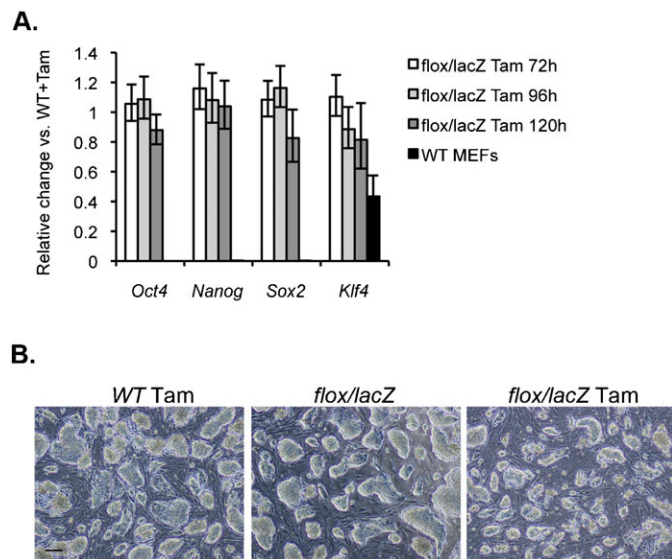 A.
Relative change vs. WT+Tam
1.4
1.2
1
0.8
0.6
0.4
0.2
0
Oct4 Nanog Sox2 Klf4
flox/lacZ Tam 72h
flox/lacZ Tam 96h
flox/lacZ Tam 120h
WT MEFs
B.
WT Tam flox/lacZ flox/lacZ Tam